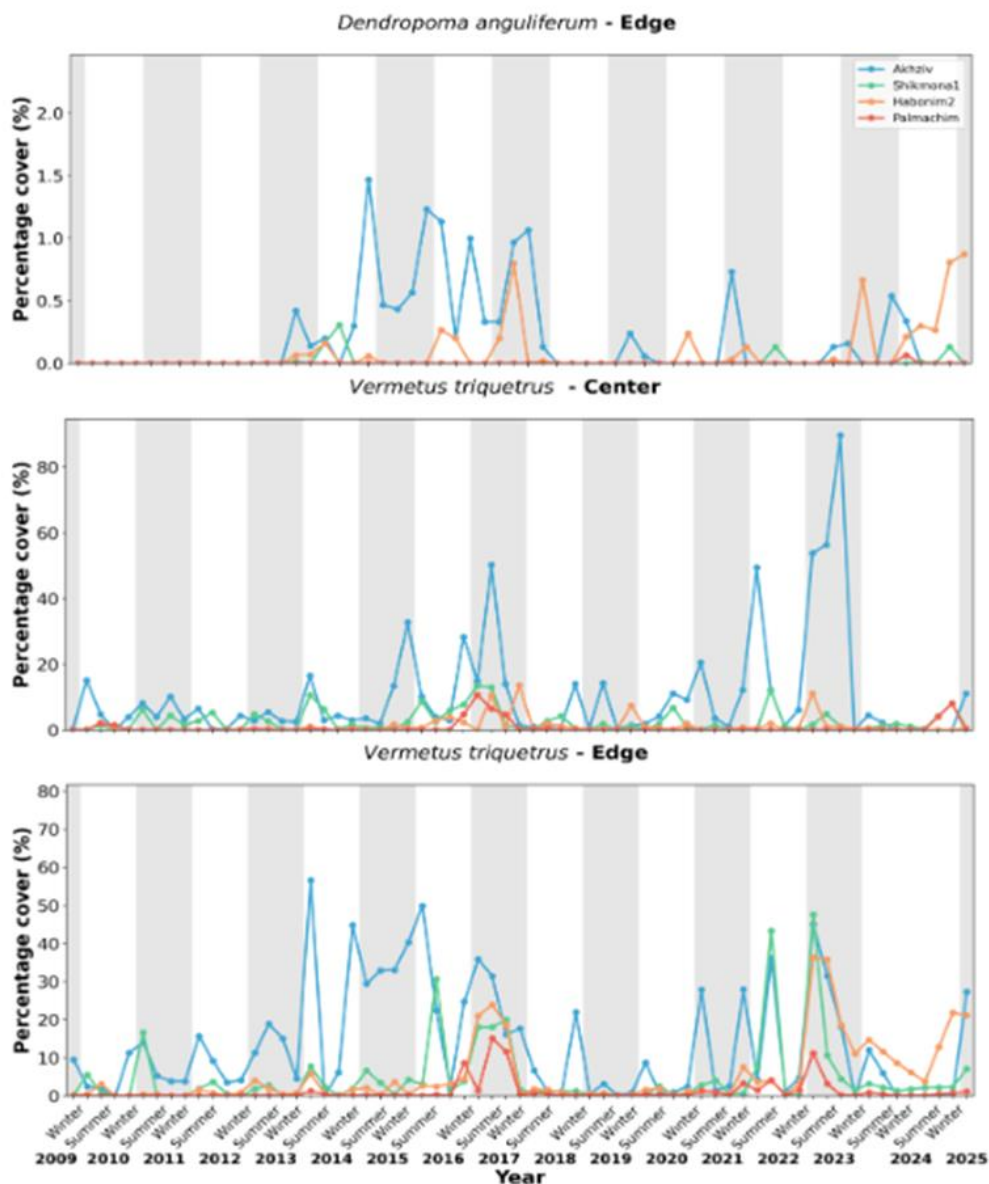 Dendropoma anguliferum - Edge
Percentage cover (%)
2.0
1.5
1.0
0.5
0.0
Akhziv
Shikmona1
Habonim2
Palmachim
Vermetus triquetrus - Center
Percentage cover (%)
80
60
40
20
0
Vermetus triquetrus - Edge
Percentage cover (%)
80
70
60
50
40
30
20
10
0
Winter Summer Winter Summer Winter Summer Winter Summer Winter Summer Winter Summer Winter Summer Winter Summer Winter Summer Winter Summer Winter Summer Winter Summer Winter Summer Winter Summer Winter Summer Winter
2009 2010 2011 2012 2013 2014 2015 2016 2017 2018 2019 2020 2021 2022 2023 2024 2025
Year